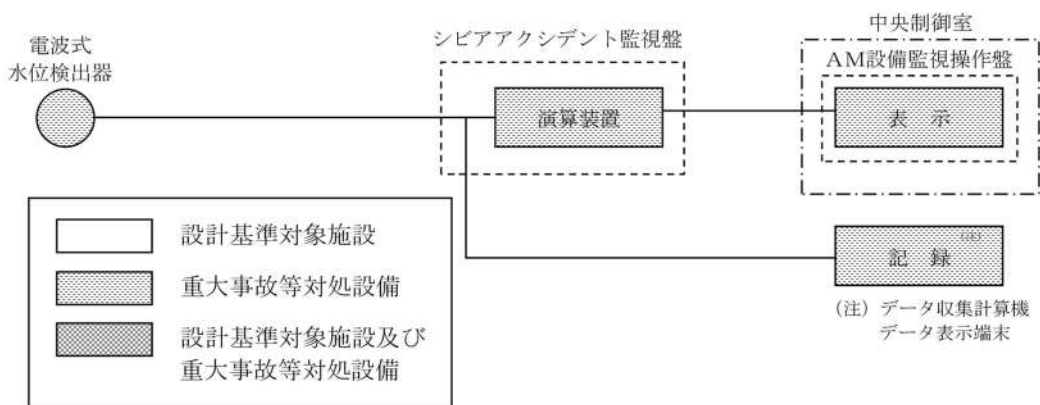 電波式
水位検出器
シビアアクシデント監視盤
演算装置
中央制御室
AM設備監視操作盤
表 示
記 録 (注)
(注) データ収集計算機
データ表示端末
設計基準対象施設
重大事故等対処設備
設計基準対象施設及び
重大事故等対処設備